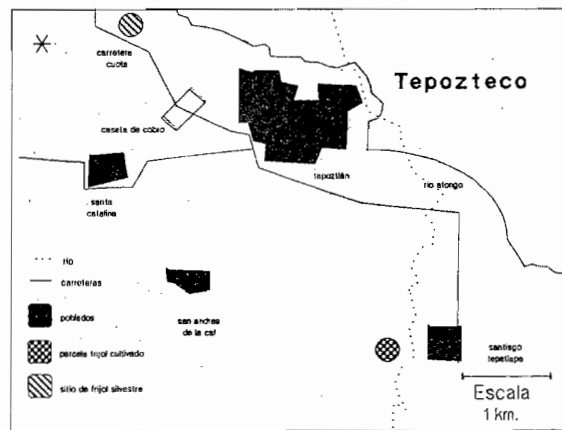 carretera
cuota
Tepozteco
caseta de cobro
tepoztlán
rio atongo
santa
catalina
rio
carreteras
poblados
san andres
de la cal
parcela frijol cultivado
santiago
tepetlapa
sitio de frijol silvestre
Escala
1 km.